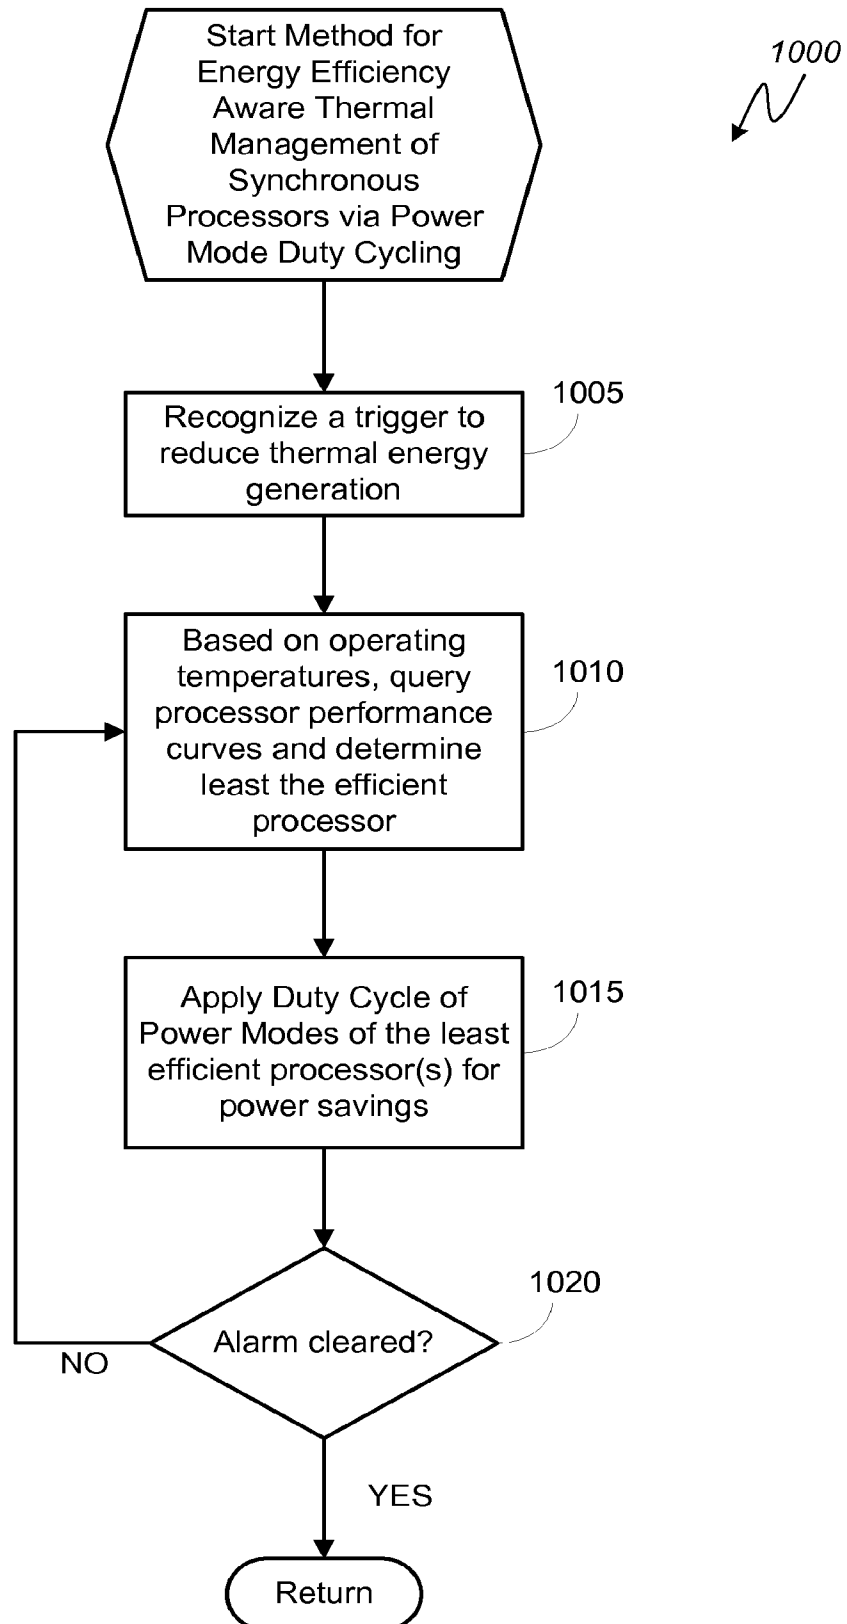 Start Method for
Energy Efficiency
Aware Thermal
Management of
Synchronous
Processors via Power
Mode Duty Cycling
1000
Recognize a trigger to
reduce thermal energy
generation
1005
Based on operating
temperatures, query
processor performance
curves and determine
least the efficient
processor
1010
Apply Duty Cycle of
Power Modes of the least
efficient processor(s) for
power savings
1015
Alarm cleared?
1020
NO
YES
Return